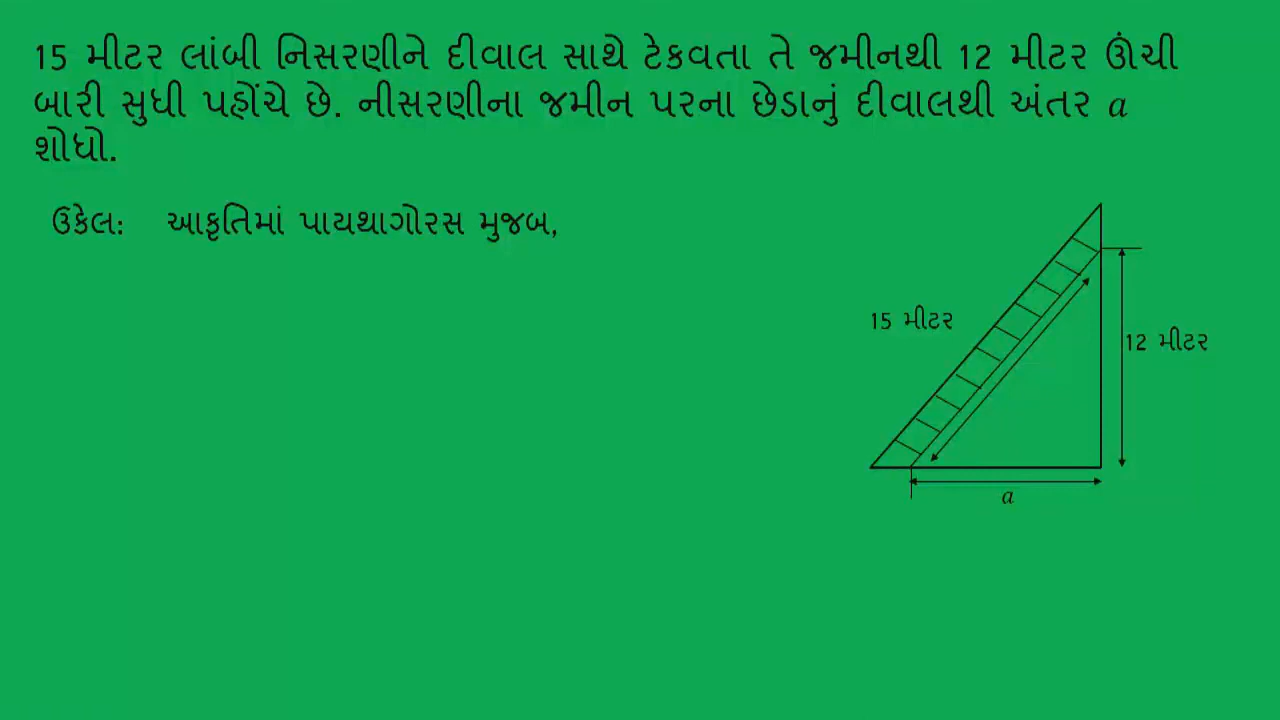 15 મીટર લાંબી નિસરણીને દીવાલ સાથે ટેકવતા તે જમીનથી 12 મીટર ઊંચી
બારી સુધી પહોંચે છે. નીસરણીના જમીન પરના છેડાનું દીવાલથી અંતર a
શોધો.
ઉકેલ: આકૃતિમાં પાયથાગોરસ મુજબ,
15 મીટર
12 મીટર
a